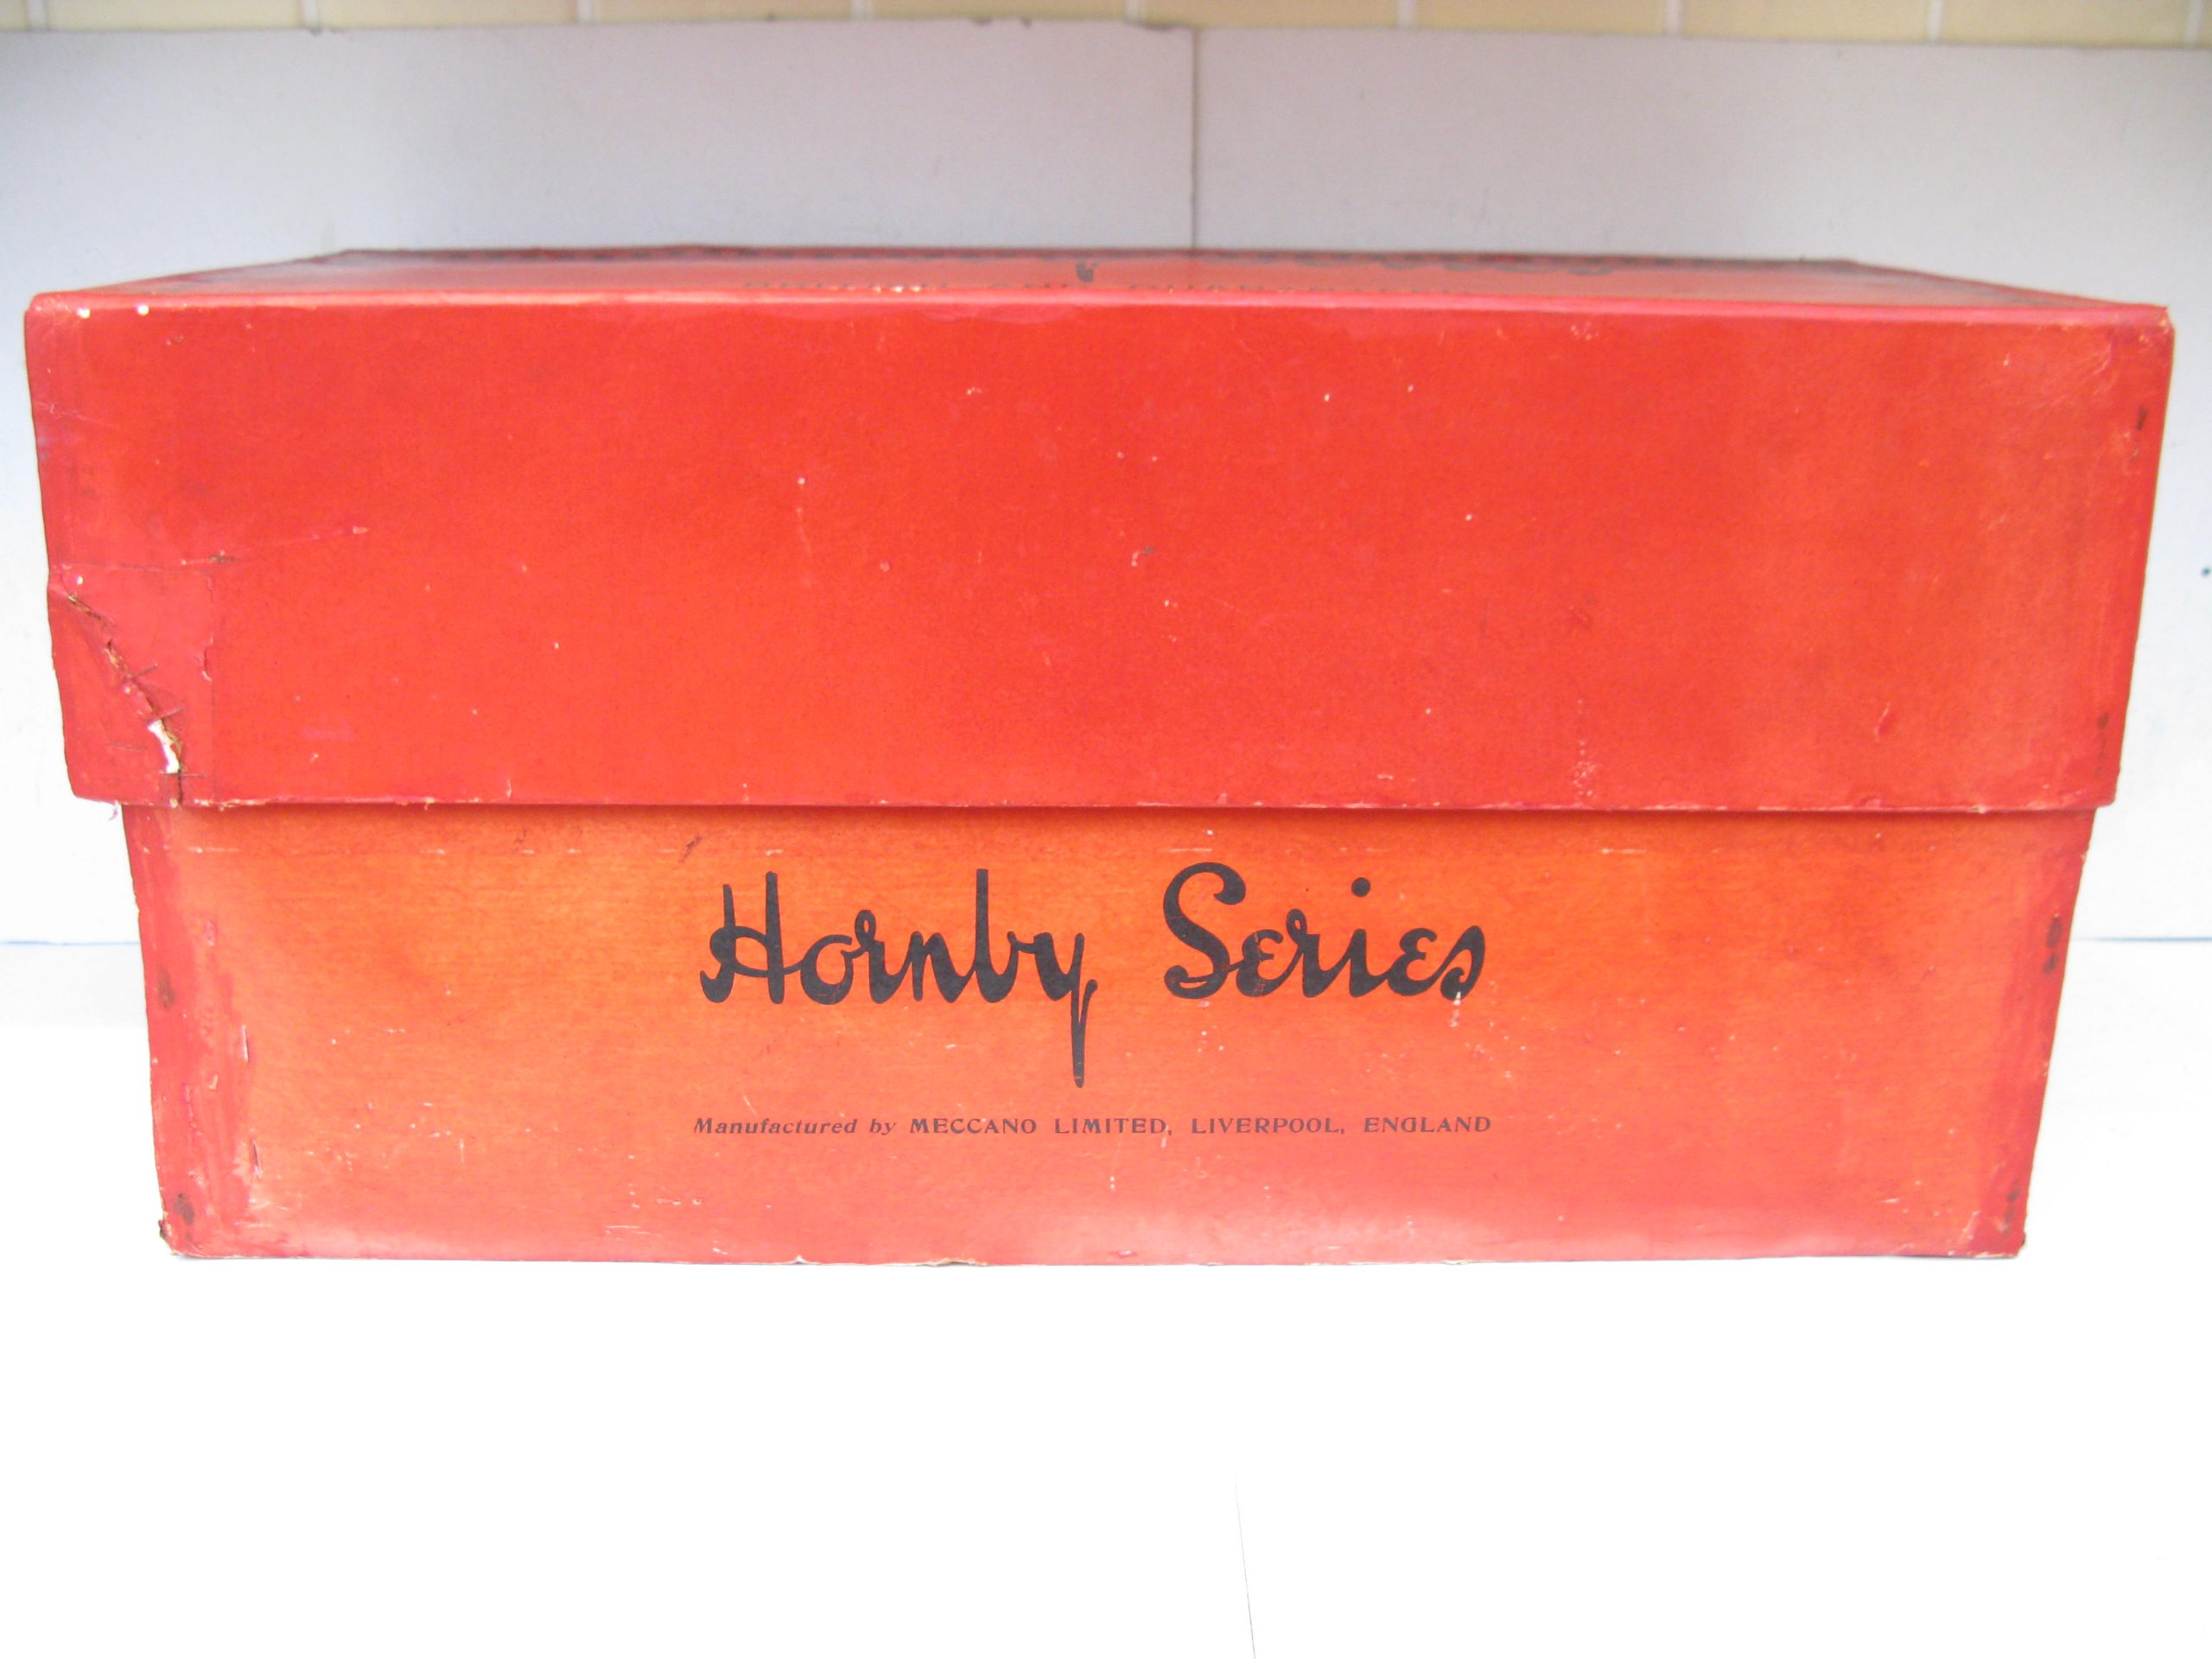 Hornby Series
Manufactured by MECCANO LIMITED, LIVERPOOL, ENGLAND